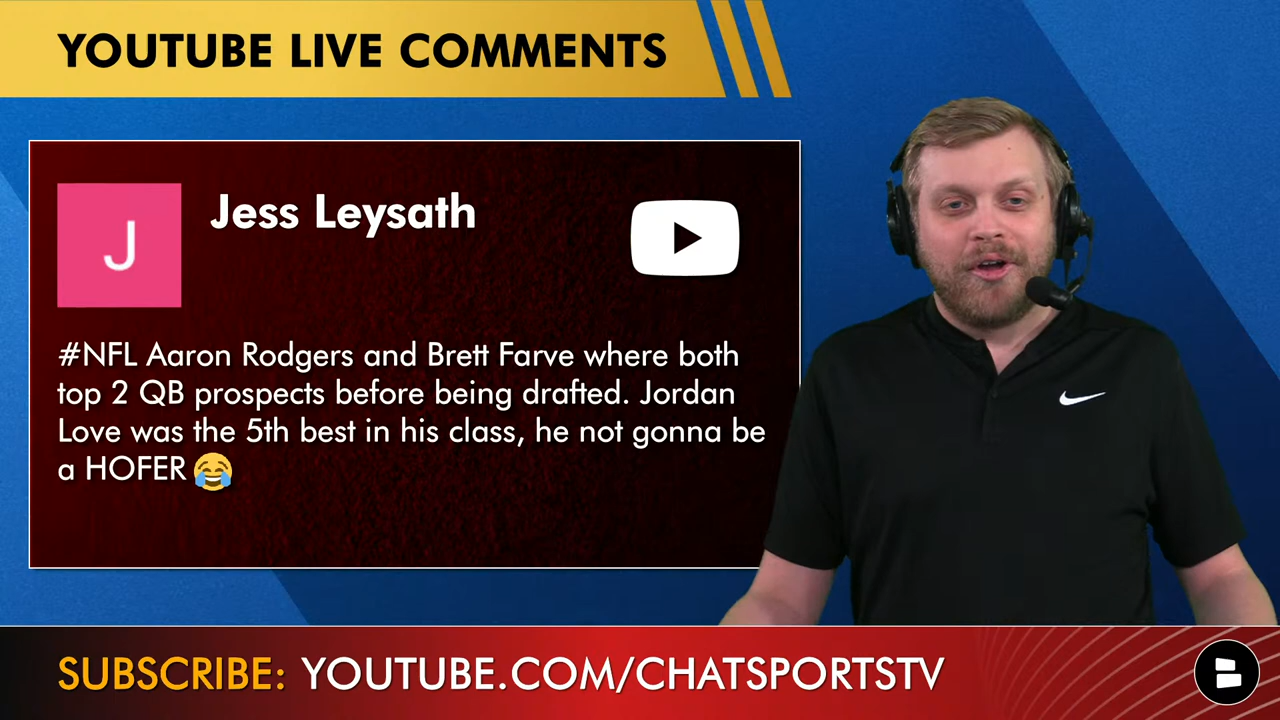 YOUTUBE LIVE COMMENTS
J
Jess Leysath
#NFL Aaron Rodgers and Brett Farve where both
top 2 QB prospects before being drafted. Jordan
Love was the 5th best in his class, he not gonna be
a HOFER 😂
SUBSCRIBE: YOUTUBE.COM/CHATSPORTSTV